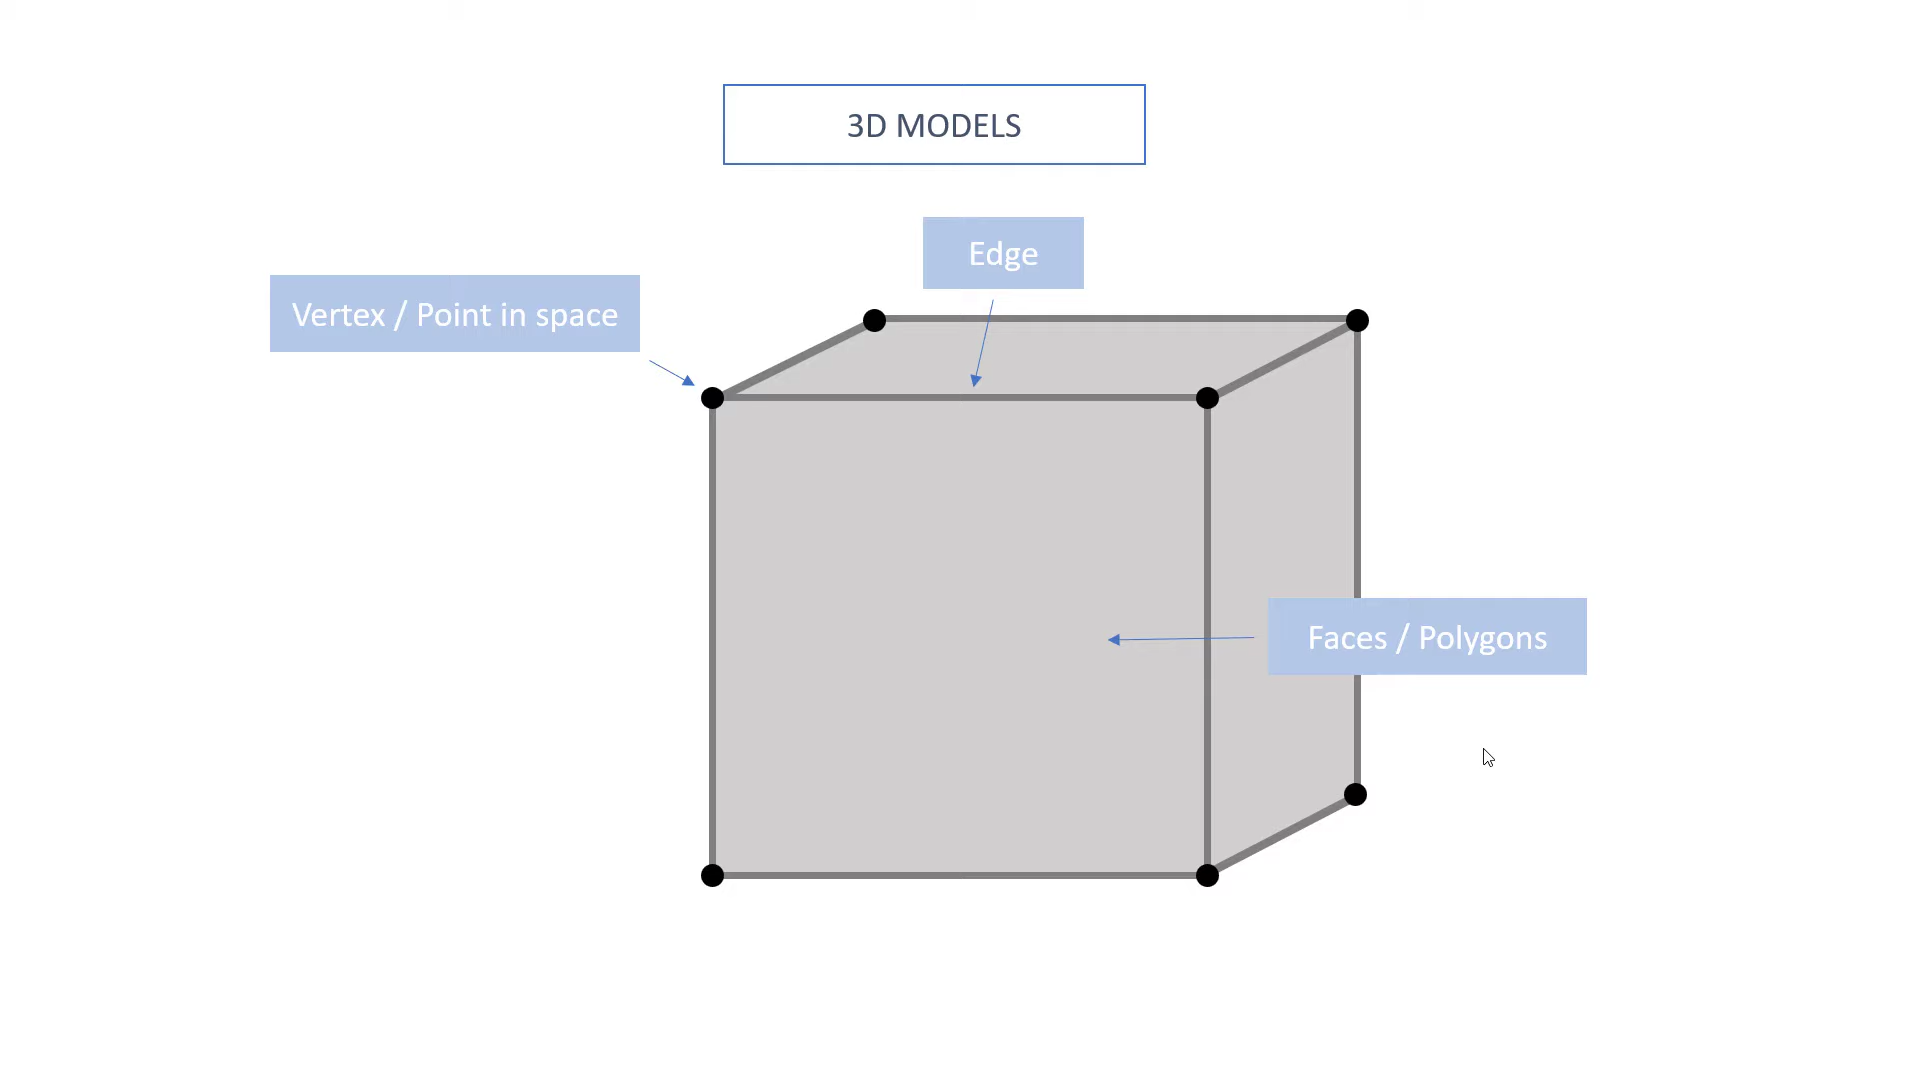 3D MODELS
Edge
Vertex / Point in space
Faces / Polygons